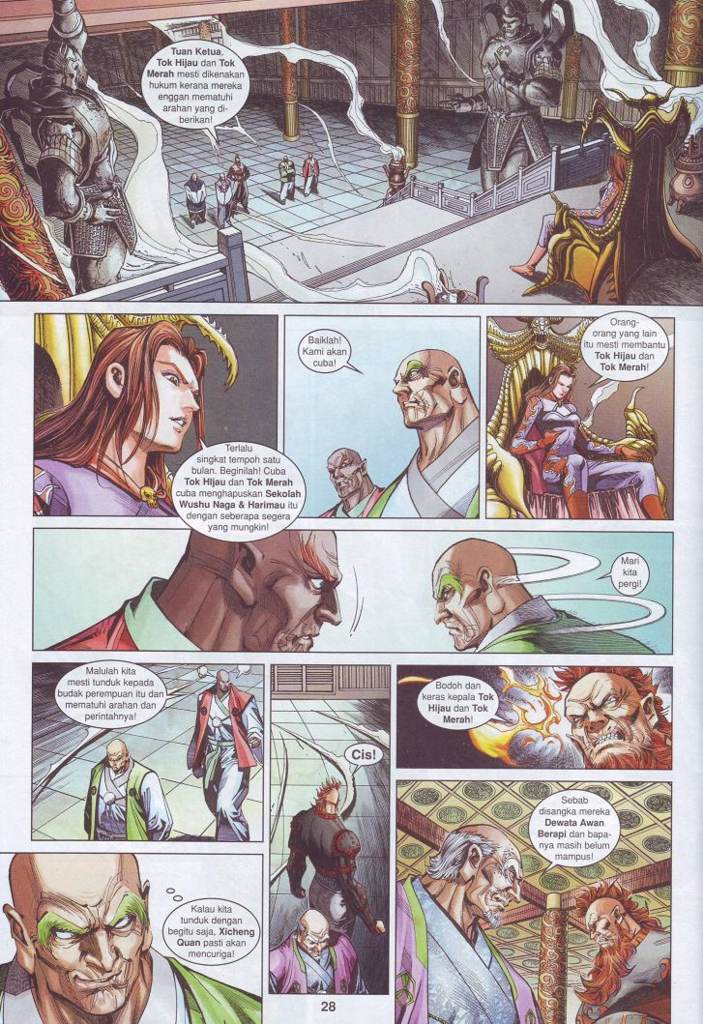 Tuan Ketua,
Tok Hijau dan Tok
Merah mesti dikenakan
hukum kerana mereka
enggan mematuhi
arahan yang di-
berikan!
Terlalu
singkat tempoh satu
bulan. Beginilah! Cuba
Tok Hijau dan Tok Merah
cuba menghapuskan Sekolah
Wushu Naga & Harimau itu
dengan seberapa segera
yang mungkin!
Baiklah!
Kami akan
cuba!
Orang-
orang yang lain
itu mesti membantu
Tok Hijau dan
Tok Merah!
Mari
kita
pergi!
Malulah kita
mesti tunduk kepada
budak perempuan itu dan
mematuhi arahan dan
perintahnya!
Cis!
Bodoh dan
keras kepala Tok
Hijau dan Tok
Merah!
Kalau kita
tunduk dengan
begitu saja, Xicheng
Quan pasti akan
mencuriga!
Sebab
disangka mereka
Dewata Awan
Berapi dan bapa-
nya masih belum
mampus!
28